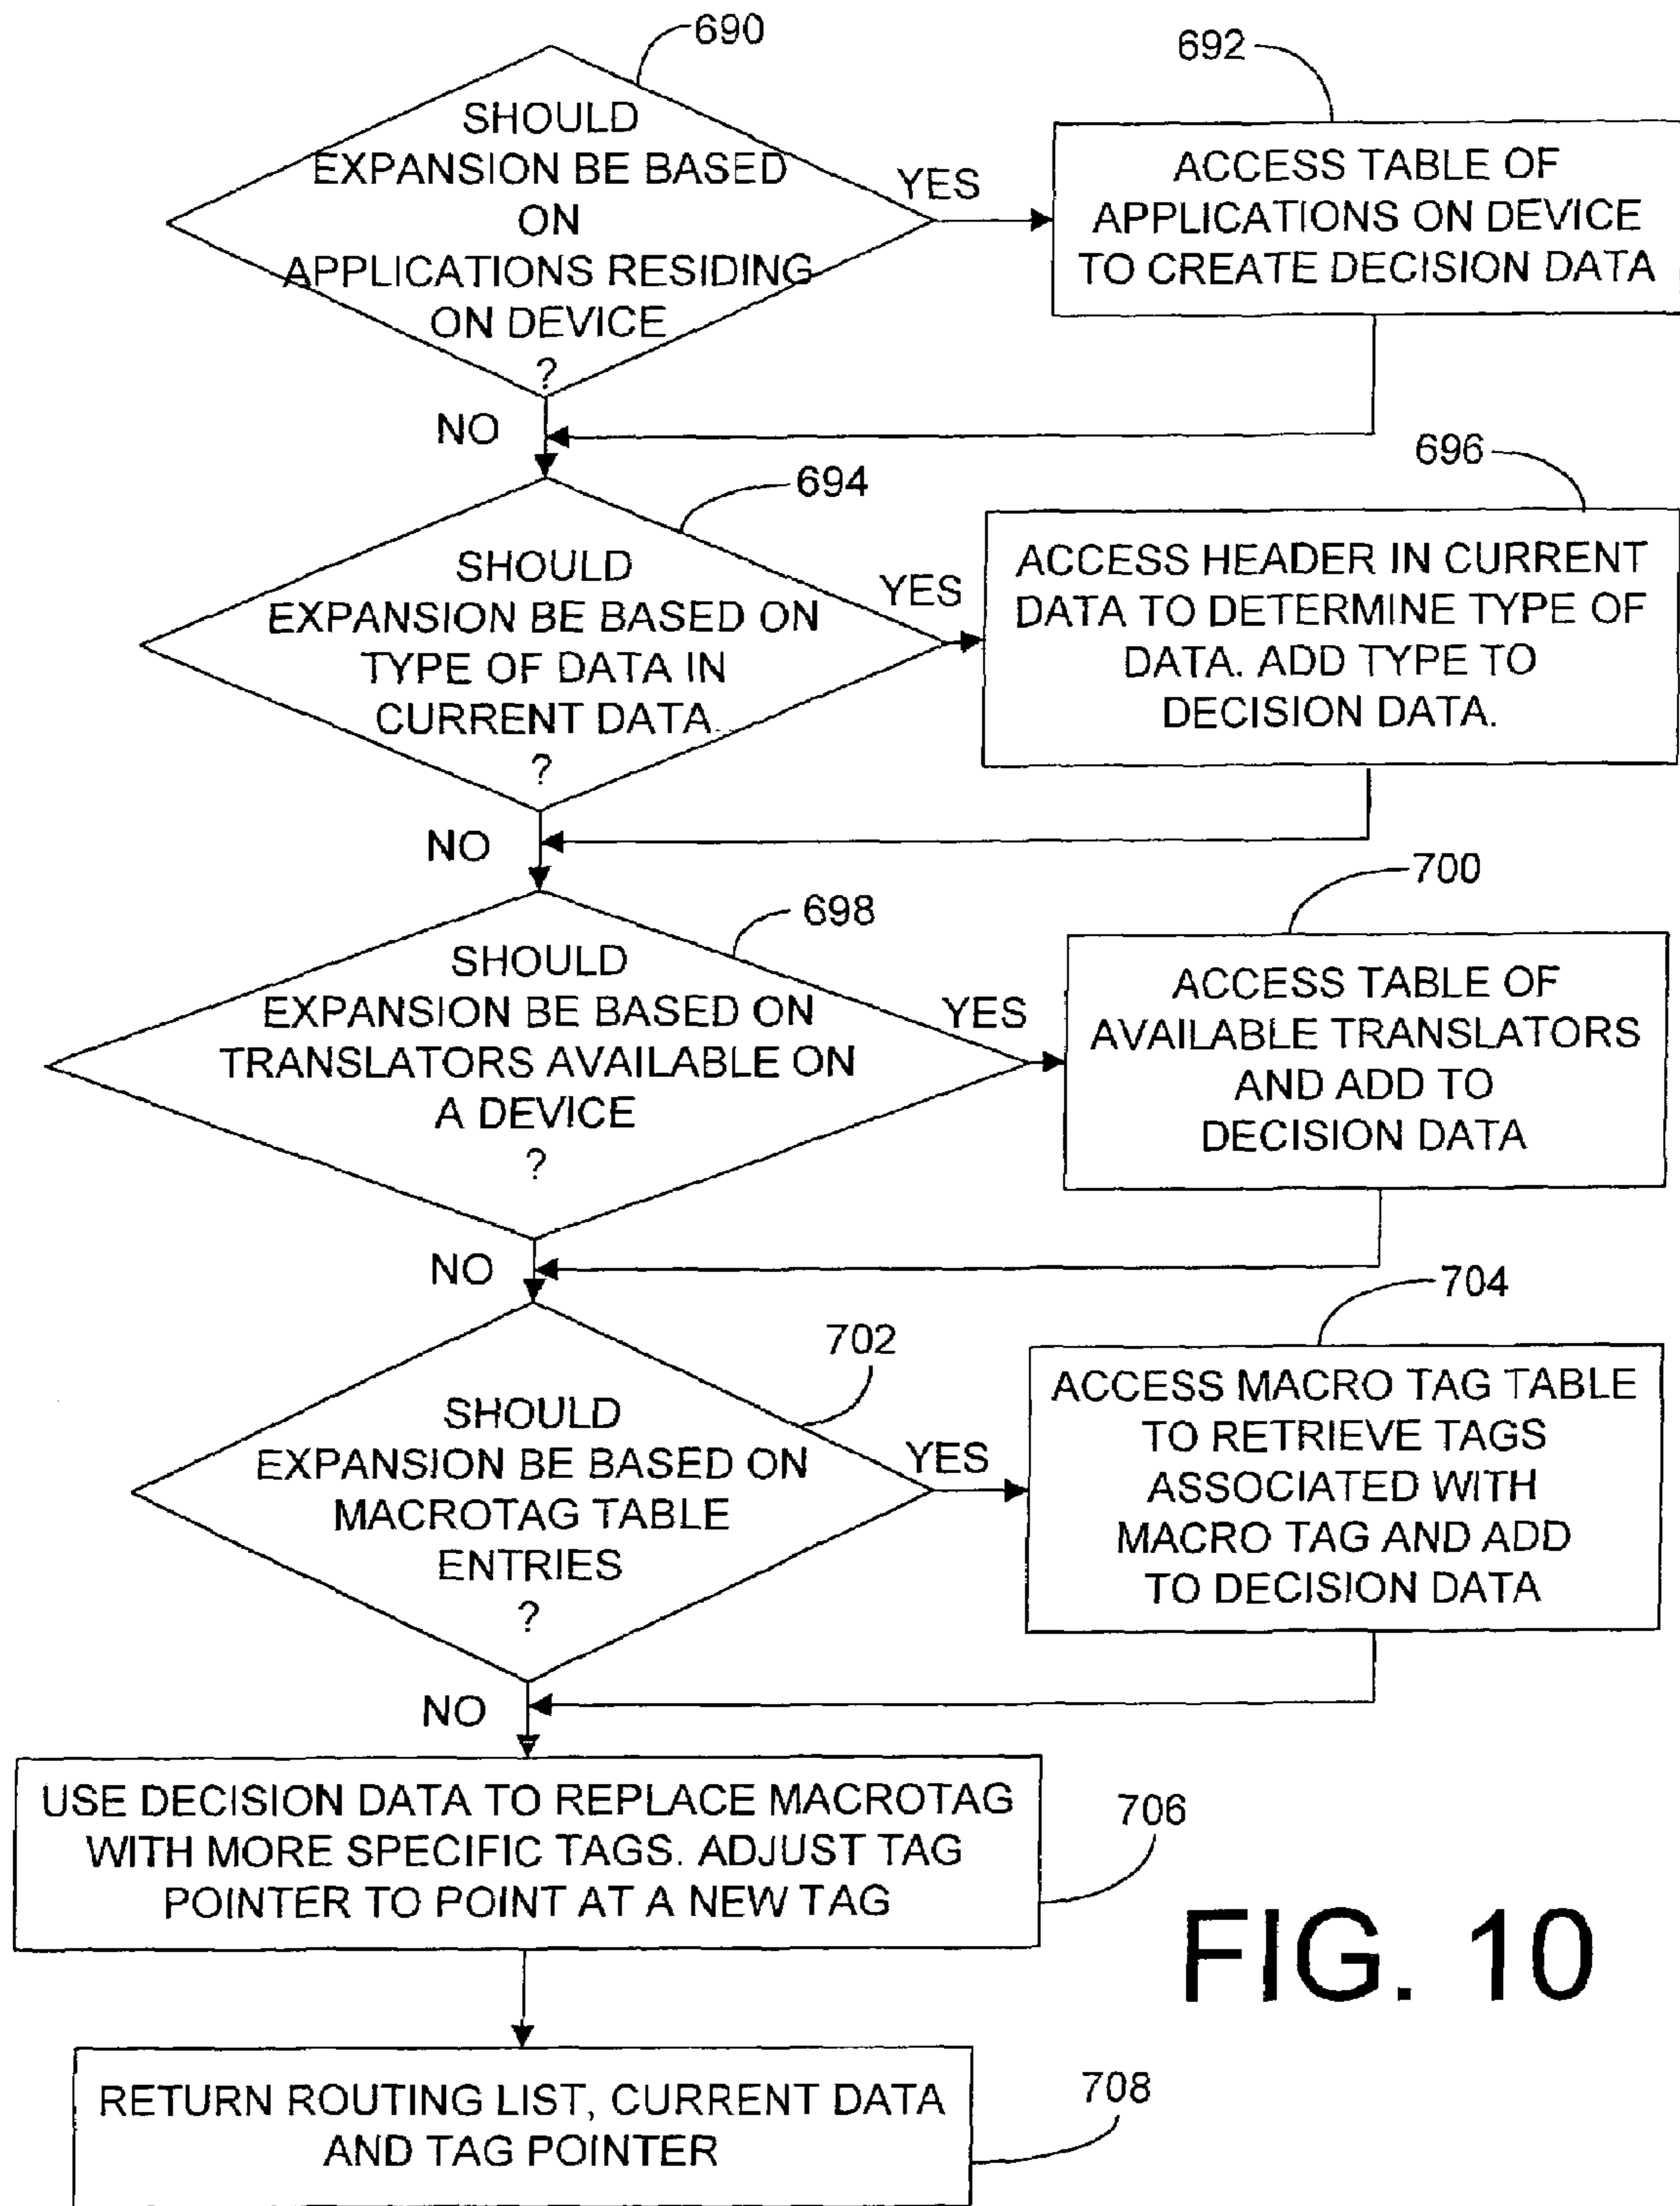 690
SHOULD
EXPANSION BE BASED
ON
APPLICATIONS RESIDING
ON DEVICE
?
YES
692
ACCESS TABLE OF
APPLICATIONS ON DEVICE
TO CREATE DECISION DATA
NO
694
SHOULD
EXPANSION BE BASED ON
TYPE OF DATA IN
CURRENT DATA.
?
YES
696
ACCESS HEADER IN CURRENT
DATA TO DETERMINE TYPE OF
DATA. ADD TYPE TO
DECISION DATA.
NO
698
SHOULD
EXPANSION BE BASED ON
TRANSLATORS AVAILABLE ON
A DEVICE
?
YES
700
ACCESS TABLE OF
AVAILABLE TRANSLATORS
AND ADD TO
DECISION DATA
NO
702
SHOULD
EXPANSION BE BASED ON
MACROTAG TABLE
ENTRIES
?
YES
704
ACCESS MACRO TAG TABLE
TO RETRIEVE TAGS
ASSOCIATED WITH
MACRO TAG AND ADD
TO DECISION DATA
NO
USE DECISION DATA TO REPLACE MACROTAG
WITH MORE SPECIFIC TAGS. ADJUST TAG
POINTER TO POINT AT A NEW TAG
706
RETURN ROUTING LIST, CURRENT DATA
AND TAG POINTER
708
FIG. 10